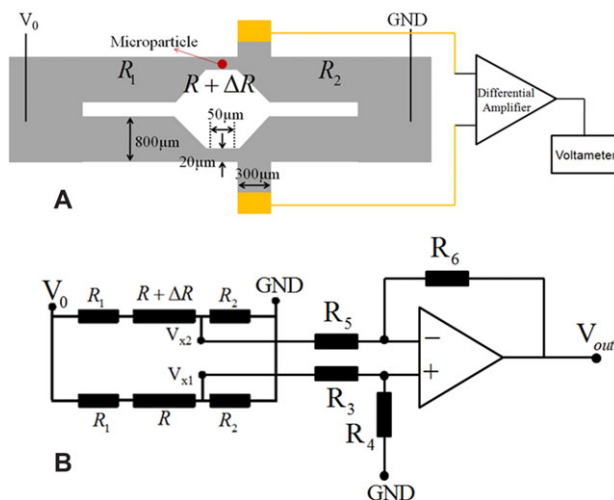 V₀
GND
Microparticle
R₁
R + ΔR
R₂
50μm
800μm
20μm
300μm
Differential
Amplifier
Voltameter
A
V₀
R₁
R + ΔR
R₂
GND
Vₓ₂
R₅
R₆
−
Vout
Vₓ₁
R₃
+
R₁
R
R₂
R₄
GND
B